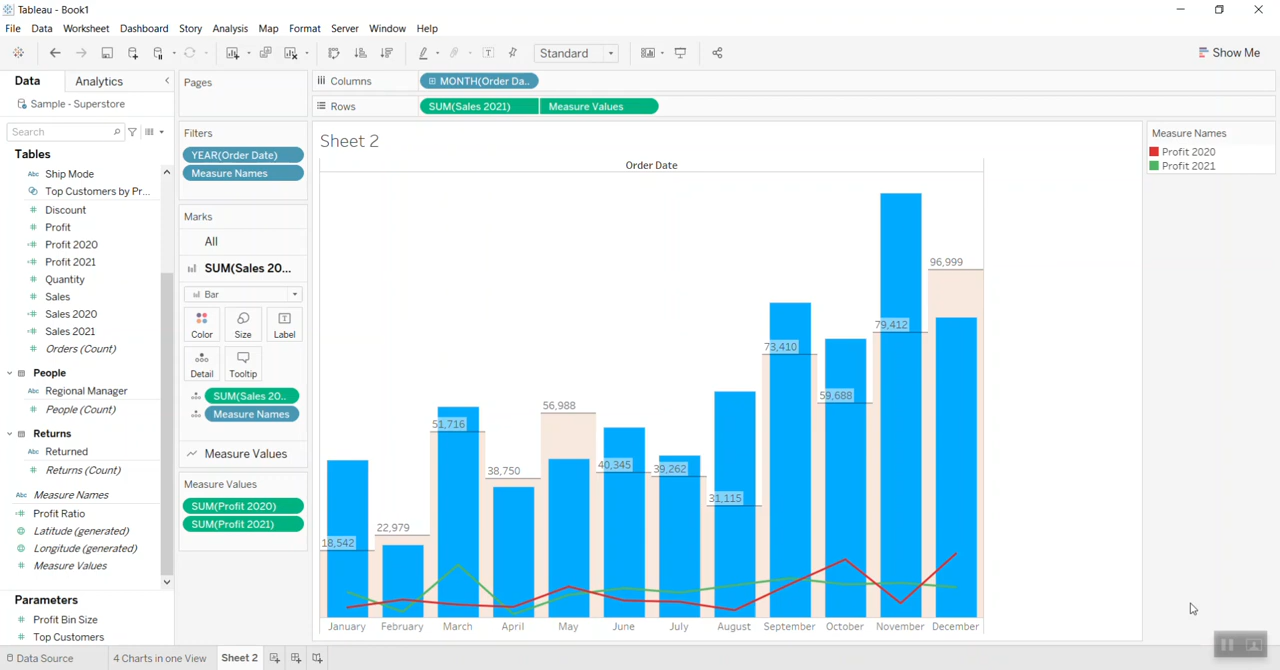 Tableau - Book1
File Data Worksheet Dashboard Story Analysis Map Format Server Window Help
Standard
Show Me
Data Analytics
Sample - Superstore
Search
Tables
Abc Ship Mode
Top Customers by Pr...
Discount
Profit
Profit 2020
Profit 2021
Quantity
Sales
Sales 2020
Sales 2021
Orders (Count)
People
Abc Regional Manager
People (Count)
Returns
Abc Returned
Returns (Count)
Abc Measure Names
Profit Ratio
Latitude (generated)
Longitude (generated)
Measure Values
Parameters
Profit Bin Size
Top Customers
Pages
Filters
YEAR(Order Date)
Measure Names
Marks
All
SUM(Sales 20...
Bar
Color Size Label
Detail Tooltip
SUM(Sales 20..
Measure Names
Measure Values
Measure Values
SUM(Profit 2020)
SUM(Profit 2021)
Columns
MONTH(Order Da..
Rows
SUM(Sales 2021) Measure Values
Sheet 2
Order Date
96,999
79,412
73,410
59,688
56,988
51,716
40,345
39,262
38,750
31,115
22,979
18,542
January February March April May June July August September October November December
Measure Names
Profit 2020
Profit 2021
Data Source 4 Charts in one View Sheet 2